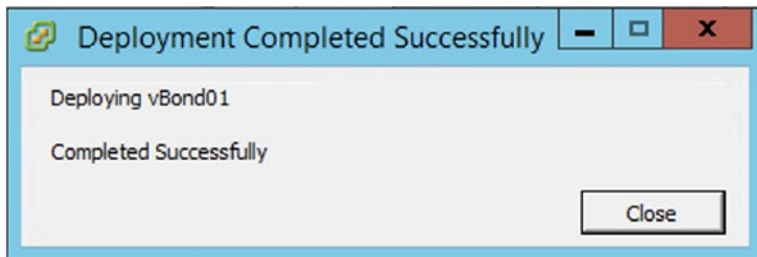 Deployment Completed Successfully
Deploying vBond01
Completed Successfully
Close